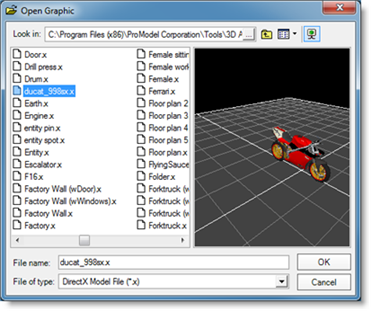 Open Graphic
Look in: C:\Program Files (x86)\ProModel Corporation\Tools\3D A ...
Door.x
Drill press.x
Drum.x
ducat_998sx.x
Earth.x
Engine.x
entity pin.x
entity spot.x
Entity.x
Escalator.x
F16.x
Factory Wall (wDoor).x
Factory Wall (wWindows).x
Factory Wall.x
Factory.x
Female sittin
Female work
Female.x
Ferrari.x
Floor plan 2
Floor plan 3
Floor plan 4
Floor plan 5
Floor plan.x
FlyingSauce
Folder.x
Forktruck (w
Forktruck w
Forktruck.x
Forktruck.x
File name: ducat_998sx.x
OK
File of type: DirectX Model File (*.x)
Cancel